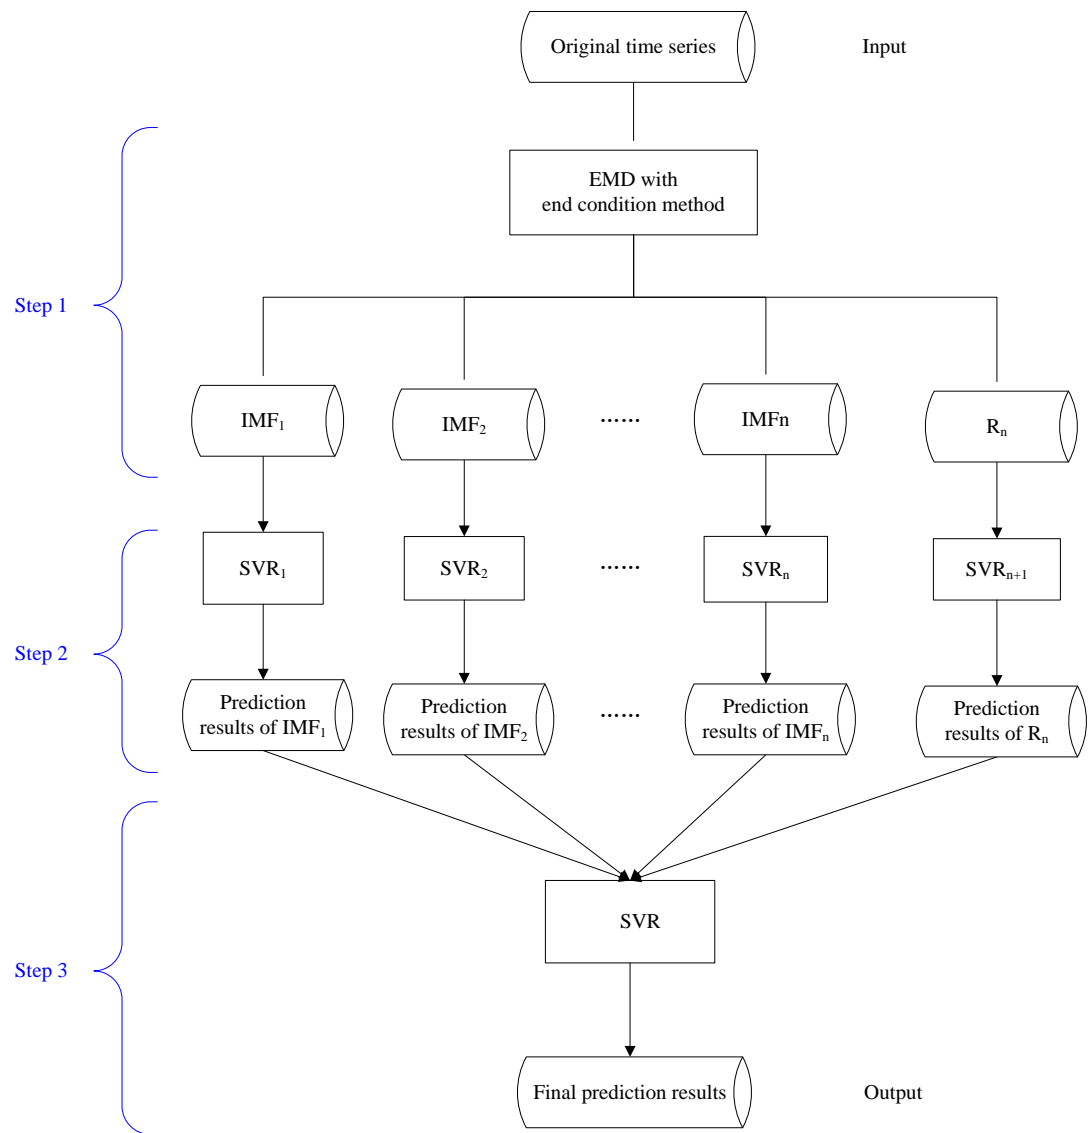 Original time series
Input
EMD with
end condition method
Step 1
IMF₁
IMF₂
......
IMFn
Rₙ
SVR₁
SVR₂
......
SVRₙ
SVRₙ₊₁
Step 2
Prediction
results of IMF₁
Prediction
results of IMF₂
......
Prediction
results of IMFₙ
Prediction
results of Rₙ
SVR
Step 3
Final prediction results
Output